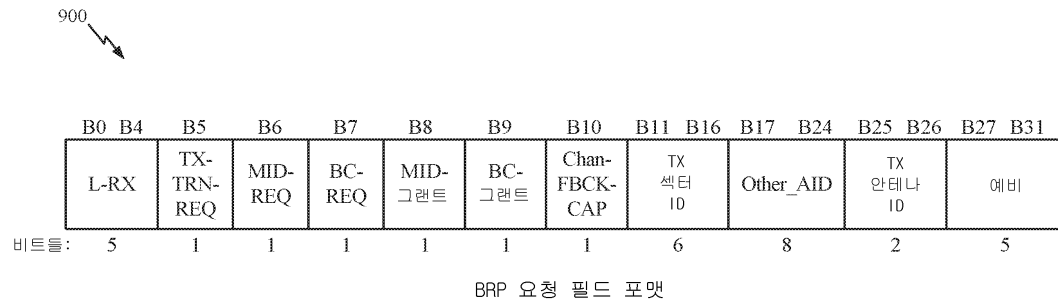 900
B0 B4 B5 B6 B7 B8 B9 B10 B11 B16 B17 B24 B25 B26 B27 B31
L-RX
TX-
TRN-
REQ
MID-
REQ
BC-
REQ
MID-
그랜트
BC-
그랜트
Chan-
FBCK-
CAP
TX
섹터
ID
Other_AID
TX
안테나
ID
예비
비트들: 5 1 1 1 1 1 1 6 8 2 5
BRP 요청 필드 포맷